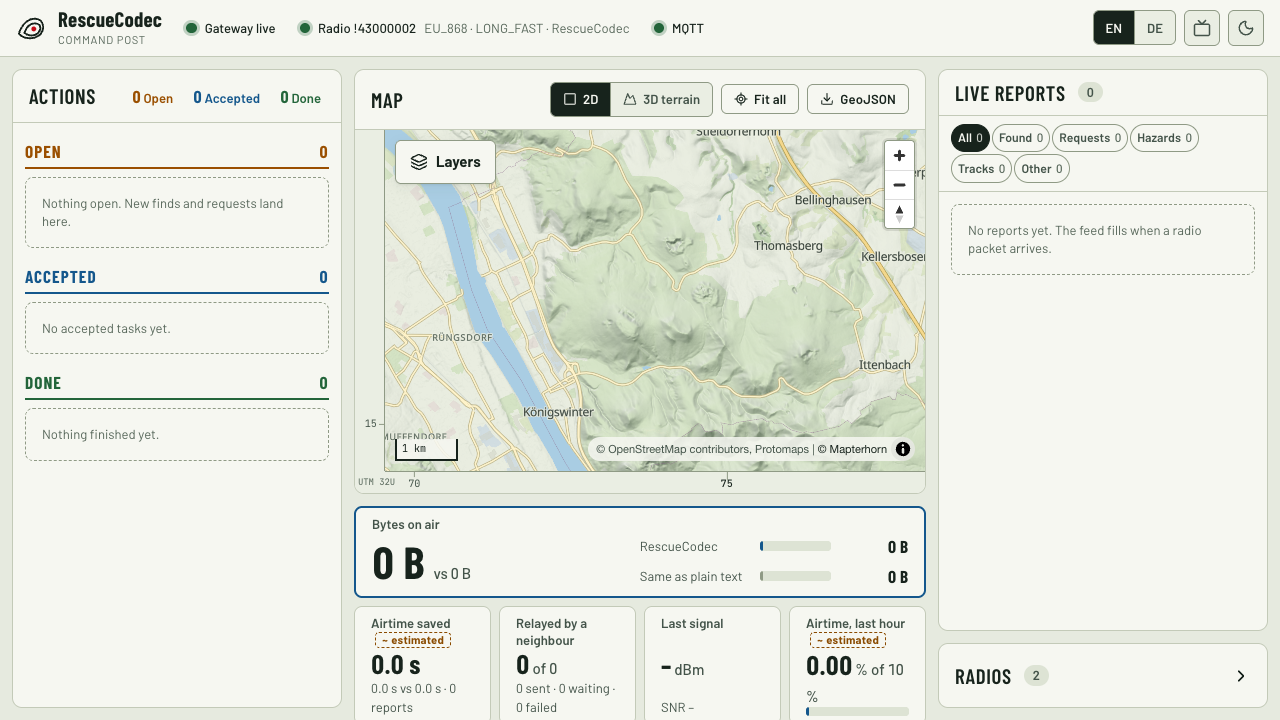 RescueCodec
COMMAND POST
Gateway live
Radio !43000002 EU_868 · LONG_FAST · RescueCodec
MQTT
EN DE
ACTIONS
0 Open 0 Accepted 0 Done
OPEN 0
Nothing open. New finds and requests land
here.
ACCEPTED 0
No accepted tasks yet.
DONE 0
Nothing finished yet.
MAP
2D 3D terrain Fit all GeoJSON
Layers
Bellinghausen
Thomasberg
RÜNGSDORF
Ittenbach
Königswinter
15
1 km
© OpenStreetMap contributors, Protomaps | © Mapterhorn
UTM 32U 70 75
Bytes on air
0 B vs 0 B
RescueCodec 0 B
Same as plain text 0 B
Airtime saved
~ estimated
0.0 s
0.0 s vs 0.0 s · 0
reports
Relayed by a
neighbour
0 of 0
0 sent · 0 waiting ·
0 failed
Last signal
– dBm
SNR –
Airtime, last hour
~ estimated
0.00 % of 10
%
LIVE REPORTS 0
All 0 Found 0 Requests 0 Hazards 0
Tracks 0 Other 0
No reports yet. The feed fills when a radio
packet arrives.
RADIOS 2